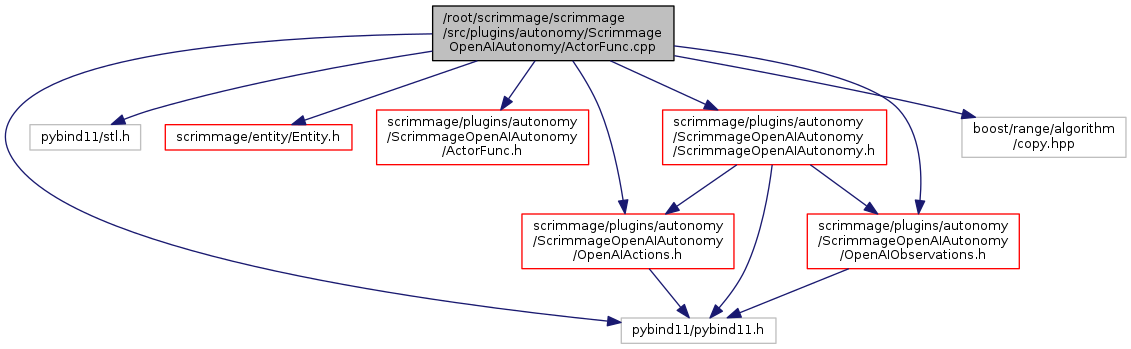 /root/scrimmage/scrimmage
/src/plugins/autonomy/Scrimmage
OpenAIAutonomy/ActorFunc.cpp
pybind11/stl.h
scrimmage/entity/Entity.h
scrimmage/plugins/autonomy
/ScrimmageOpenAIAutonomy
/ActorFunc.h
scrimmage/plugins/autonomy
/ScrimmageOpenAIAutonomy
/ScrimmageOpenAIAutonomy.h
boost/range/algorithm
/copy.hpp
scrimmage/plugins/autonomy
/ScrimmageOpenAIAutonomy
/OpenAIActions.h
scrimmage/plugins/autonomy
/ScrimmageOpenAIAutonomy
/OpenAIObservations.h
pybind11/pybind11.h